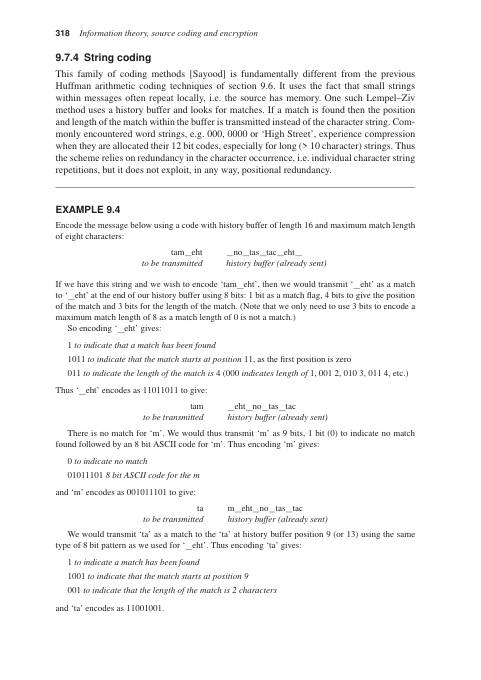 318 Information theory, source coding and encryption
9.7.4 String coding
This family of coding methods [Sayood] is fundamentally different from the previous
Huffman arithmetic coding techniques of section 9.6. It uses the fact that small strings
within messages often repeat locally, i.e. the source has memory. One such Lempel–Ziv
method uses a history buffer and looks for matches. If a match is found then the position
and length of the match within the buffer is transmitted instead of the character string. Com-
monly encountered word strings, e.g. 000, 0000 or ‘High Street’, experience compression
when they are allocated their 12 bit codes, especially for long (> 10 character) strings. Thus
the scheme relies on redundancy in the character occurrence, i.e. individual character string
repetitions, but it does not exploit, in any way, positional redundancy.
EXAMPLE 9.4
Encode the message below using a code with history buffer of length 16 and maximum match length
of eight characters:
tam_eht _no_tas_tac_eht_
to be transmitted history buffer (already sent)
If we have this string and we wish to encode ‘tam_eht’, then we would transmit ‘_eht’ as a match
to ‘_eht’ at the end of our history buffer using 8 bits: 1 bit as a match flag, 4 bits to give the position
of the match and 3 bits for the length of the match. (Note that we only need to use 3 bits to encode a
maximum match length of 8 as a match length of 0 is not a match.)
So encoding ‘_eht’ gives:
1 to indicate that a match has been found
1011 to indicate that the match starts at position 11, as the first position is zero
011 to indicate the length of the match is 4 (000 indicates length of 1, 001 2, 010 3, 011 4, etc.)
Thus ‘_eht’ encodes as 11011011 to give:
tam _eht_no_tas_tac
to be transmitted history buffer (already sent)
There is no match for ‘m’. We would thus transmit ‘m’ as 9 bits, 1 bit (0) to indicate no match
found followed by an 8 bit ASCII code for ‘m’. Thus encoding ‘m’ gives:
0 to indicate no match
01011101 8 bit ASCII code for the m
and ‘m’ encodes as 001011101 to give:
ta m_eht_no_tas_tac
to be transmitted history buffer (already sent)
We would transmit ‘ta’ as a match to the ‘ta’ at history buffer position 9 (or 13) using the same
type of 8 bit pattern as we used for ‘_eht’. Thus encoding ‘ta’ gives:
1 to indicate a match has been found
1001 to indicate that the match starts at position 9
001 to indicate that the length of the match is 2 characters
and ‘ta’ encodes as 11001001.